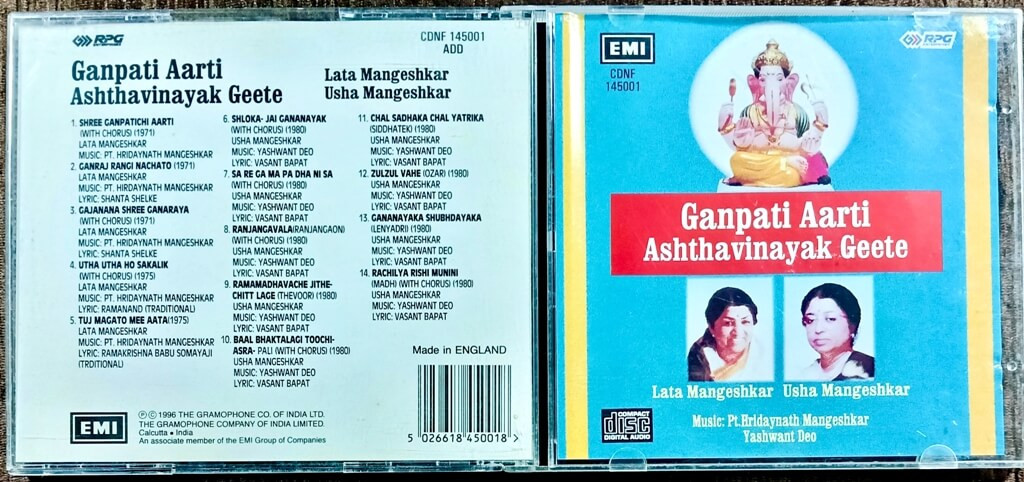 RPG
CDNF 145001
ADD
Ganpati Aarti
Ashthavinayak Geete
Lata Mangeshkar
Usha Mangeshkar
1. SHREE GANPATICHI AARTI
(WITH CHORUS) (1971)
LATA MANGESHKAR
MUSIC: PT. HRIDAYNATH MANGESHKAR
2. GANRAJ RANGI NACHATO (1971)
LATA MANGESHKAR
MUSIC: PT. HRIDAYNATH MANGESHKAR
LYRIC: SHANTA SHELKE
3. GAJANANA SHREE GANARAYA
(WITH CHORUS) (1971)
LATA MANGESHKAR
MUSIC: PT. HRIDAYNATH MANGESHKAR
LYRIC: SHANTA SHELKE
4. UTHA UTHA HO SAKALIK
(WITH CHORUS) (1975)
LATA MANGESHKAR
MUSIC: PT. HRIDAYNATH MANGESHKAR
LYRIC: RAMANAND (TRADITIONAL)
5. TUJ MAGATO MEE AATA(1975)
LATA MANGESHKAR
MUSIC: PT. HRIDAYNATH MANGESHKAR
LYRIC: RAMAKRISHNA BABU SOMAYAJI
(TRDITIONAL)
6. SHLOKA- JAI GANANAYAK
(WITH CHORUS) (1980)
USHA MANGESHKAR
MUSIC: YASHWANT DEO
LYRIC: VASANT BAPAT
7. SA RE GA MA PA DHA NI SA
(WITH CHORUS) (1980)
USHA MANGESHKAR
MUSIC: YASHWANT DEO
LYRIC: VASANT BAPAT
8. RANJANGAVALA(RANJANGAON)
(WITH CHORUS) (1980)
USHA MANGESHKAR
MUSIC: YASHWANT DEO
LYRIC: VASANT BAPAT
9. RAMAMADHAVACHE JITHE-
CHITT LAGE (THEVOOR) (1980)
USHA MANGESHKAR
MUSIC: YASHWANT DEO
LYRIC: VASANT BAPAT
10. BAAL BHAKTALAGI TOOCHI-
ASRA- PALI (WITH CHORUS) (1980)
USHA MANGESHKAR
MUSIC: YASHWANT DEO
LYRIC: VASANT BAPAT
11. CHAL SADHAKA CHAL YATRIKA
(SIDDHATEK) (1980)
USHA MANGESHKAR
MUSIC: YASHWANT DEO
LYRIC: VASANT BAPAT
12. ZULZUL VAHE (OZAR) (1980)
USHA MANGESHKAR
MUSIC: YASHWANT DEO
LYRIC: VASANT BAPAT
13. GANANAYAKA SHUBHDAYAKA
(LENYADRI) (1980)
USHA MANGESHKAR
MUSIC: YASHWANT DEO
LYRIC: VASANT BAPAT
14. RACHILYA RISHI MUNINI
(MADH) (WITH CHORUS) (1980)
USHA MANGESHKAR
MUSIC: YASHWANT DEO
LYRIC: VASANT BAPAT
Made in ENGLAND
EMI
Ⓟ © 1996 THE GRAMOPHONE CO. OF INDIA LTD.
THE GRAMOPHONE COMPANY OF INDIA LIMITED.
Calcutta • India
An associate member of the EMI Group of Companies
5 026618 450018 >
EMI
CDNF
145001
RPG
Ganpati Aarti
Ashthavinayak Geete
Lata Mangeshkar Usha Mangeshkar
COMPACT
disc
DIGITAL AUDIO
Music: Pt.Hridaynath Mangeshkar
Yashwant Deo